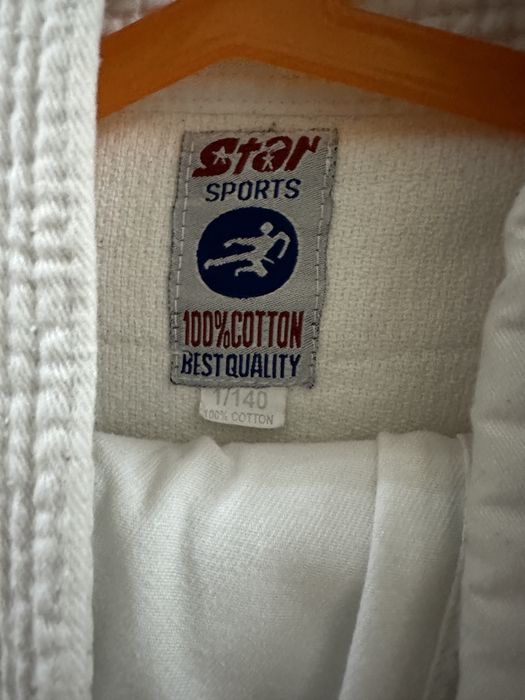 Star
SPORTS
100%COTTON
BEST QUALITY
1/140
100% COTTON